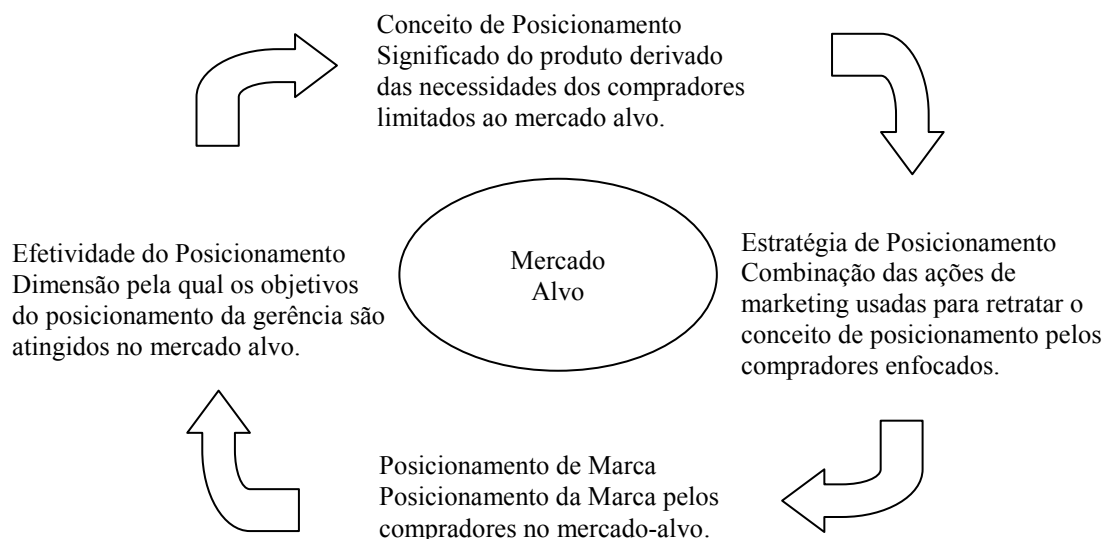 Conceito de Posicionamento
Significado do produto derivado
das necessidades dos compradores
limitados ao mercado alvo.
Efetividade do Posicionamento
Dimensão pela qual os objetivos
do posicionamento da gerência são
atingidos no mercado alvo.
Mercado
Alvo
Estratégia de Posicionamento
Combinação das ações de
marketing usadas para retratar o
conceito de posicionamento pelos
compradores enfocados.
Posicionamento de Marca
Posicionamento da Marca pelos
compradores no mercado-alvo.